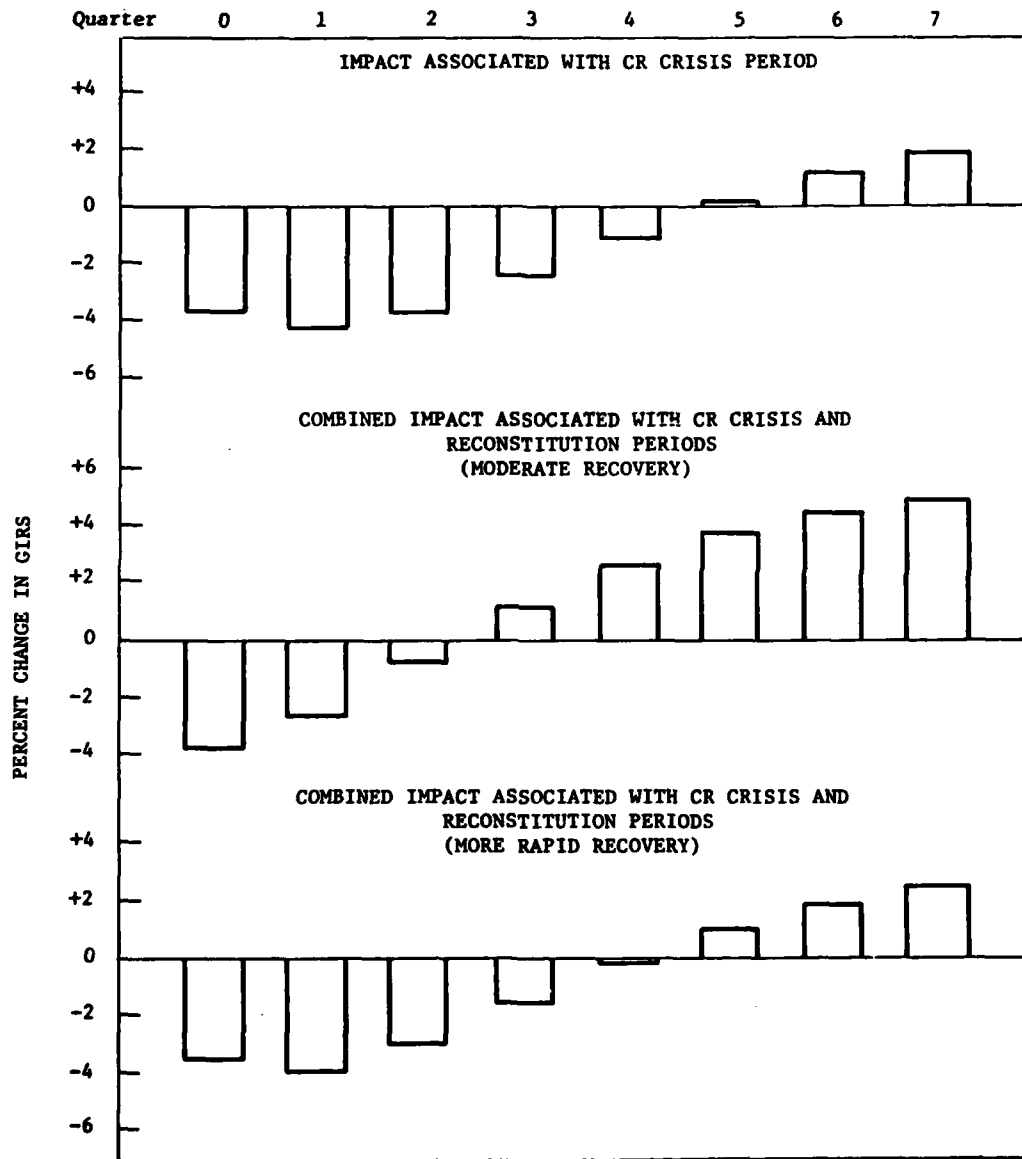 Quarter 0 1 2 3 4 5 6 7
IMPACT ASSOCIATED WITH CR CRISIS PERIOD
+4
+2
0
-2
-4
-6
COMBINED IMPACT ASSOCIATED WITH CR CRISIS AND
RECONSTITUTION PERIODS
(MODERATE RECOVERY)
+6
+4
+2
0
-2
-4
PERCENT CHANGE IN GIRS
COMBINED IMPACT ASSOCIATED WITH CR CRISIS AND
RECONSTITUTION PERIODS
(MORE RAPID RECOVERY)
+4
+2
0
-2
-4
-6